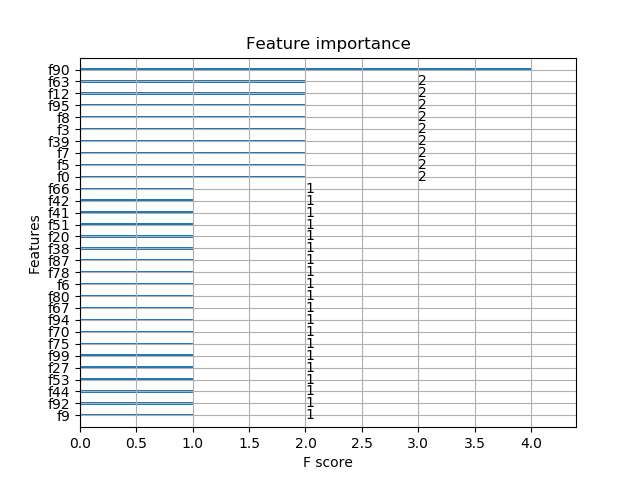 Feature importance
Features
f90
f63 2
f12 2
f95 2
f8 2
f3 2
f39 2
f7 2
f5 2
f0 2
f66 1
f42 1
f41 1
f51 1
f20 1
f38 1
f87 1
f78 1
f6 1
f80 1
f67 1
f94 1
f70 1
f75 1
f99 1
f27 1
f53 1
f44 1
f92 1
f9 1
0.0 0.5 1.0 1.5 2.0 2.5 3.0 3.5 4.0
F score